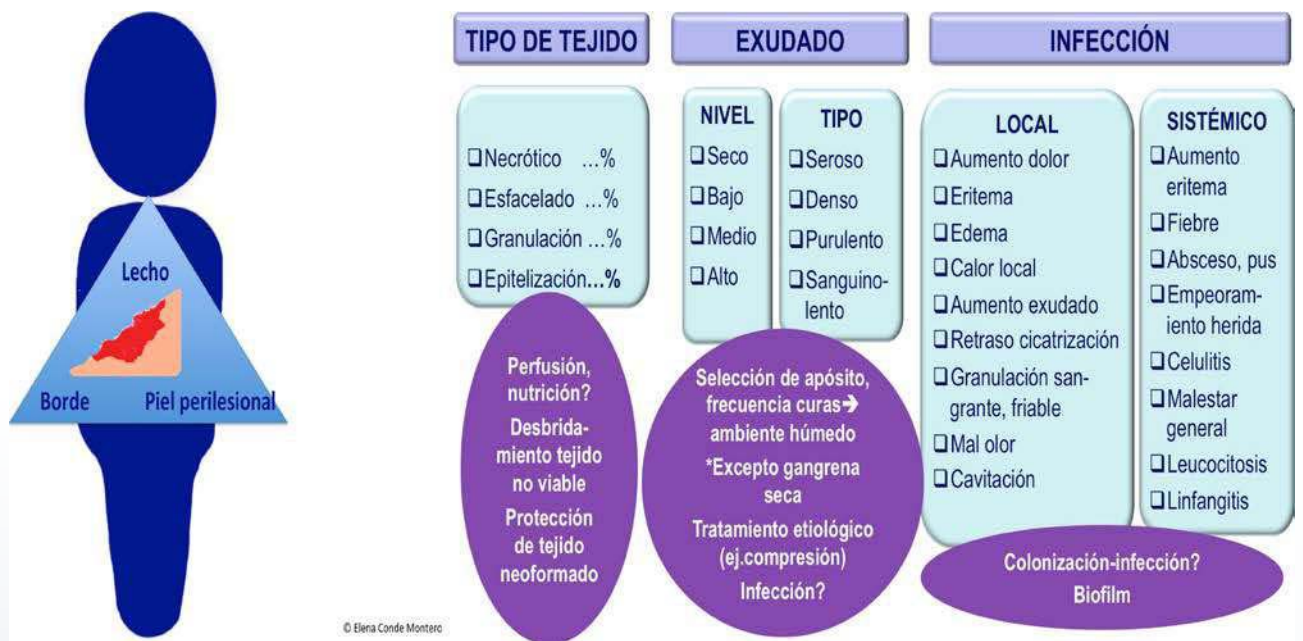 Lecho
Borde
Piel perilesional
© Elena Conde Montero
TIPO DE TEJIDO
❑Necrótico ...%
❑Esfacelado ...%
❑Granulación ...%
❑Epitelización...%
Perfusión,
nutrición?
Desbrida-
miento tejido
no viable
Protección
de tejido
neoformado
EXUDADO
NIVEL
❑Seco
❑Bajo
❑Medio
❑Alto
TIPO
❑Seroso
❑Denso
❑Purulento
❑Sanguino-
lento
Selección de apósito,
frecuencia curas➔
ambiente húmedo
*Excepto gangrena
seca
Tratamiento etiológico
(ej.compresión)
Infección?
INFECCIÓN
LOCAL
❑Aumento dolor
❑Eritema
❑Edema
❑Calor local
❑Aumento exudado
❑Retraso cicatrización
❑Granulación san-
grante, friable
❑Mal olor
❑Cavitación
SISTÉMICO
❑Aumento
eritema
❑Fiebre
❑Absceso, pus
❑Empeoram-
iento herida
❑Celulitis
❑Malestar
general
❑Leucocitosis
❑Linfangitis
Colonización-infección?
Biofilm